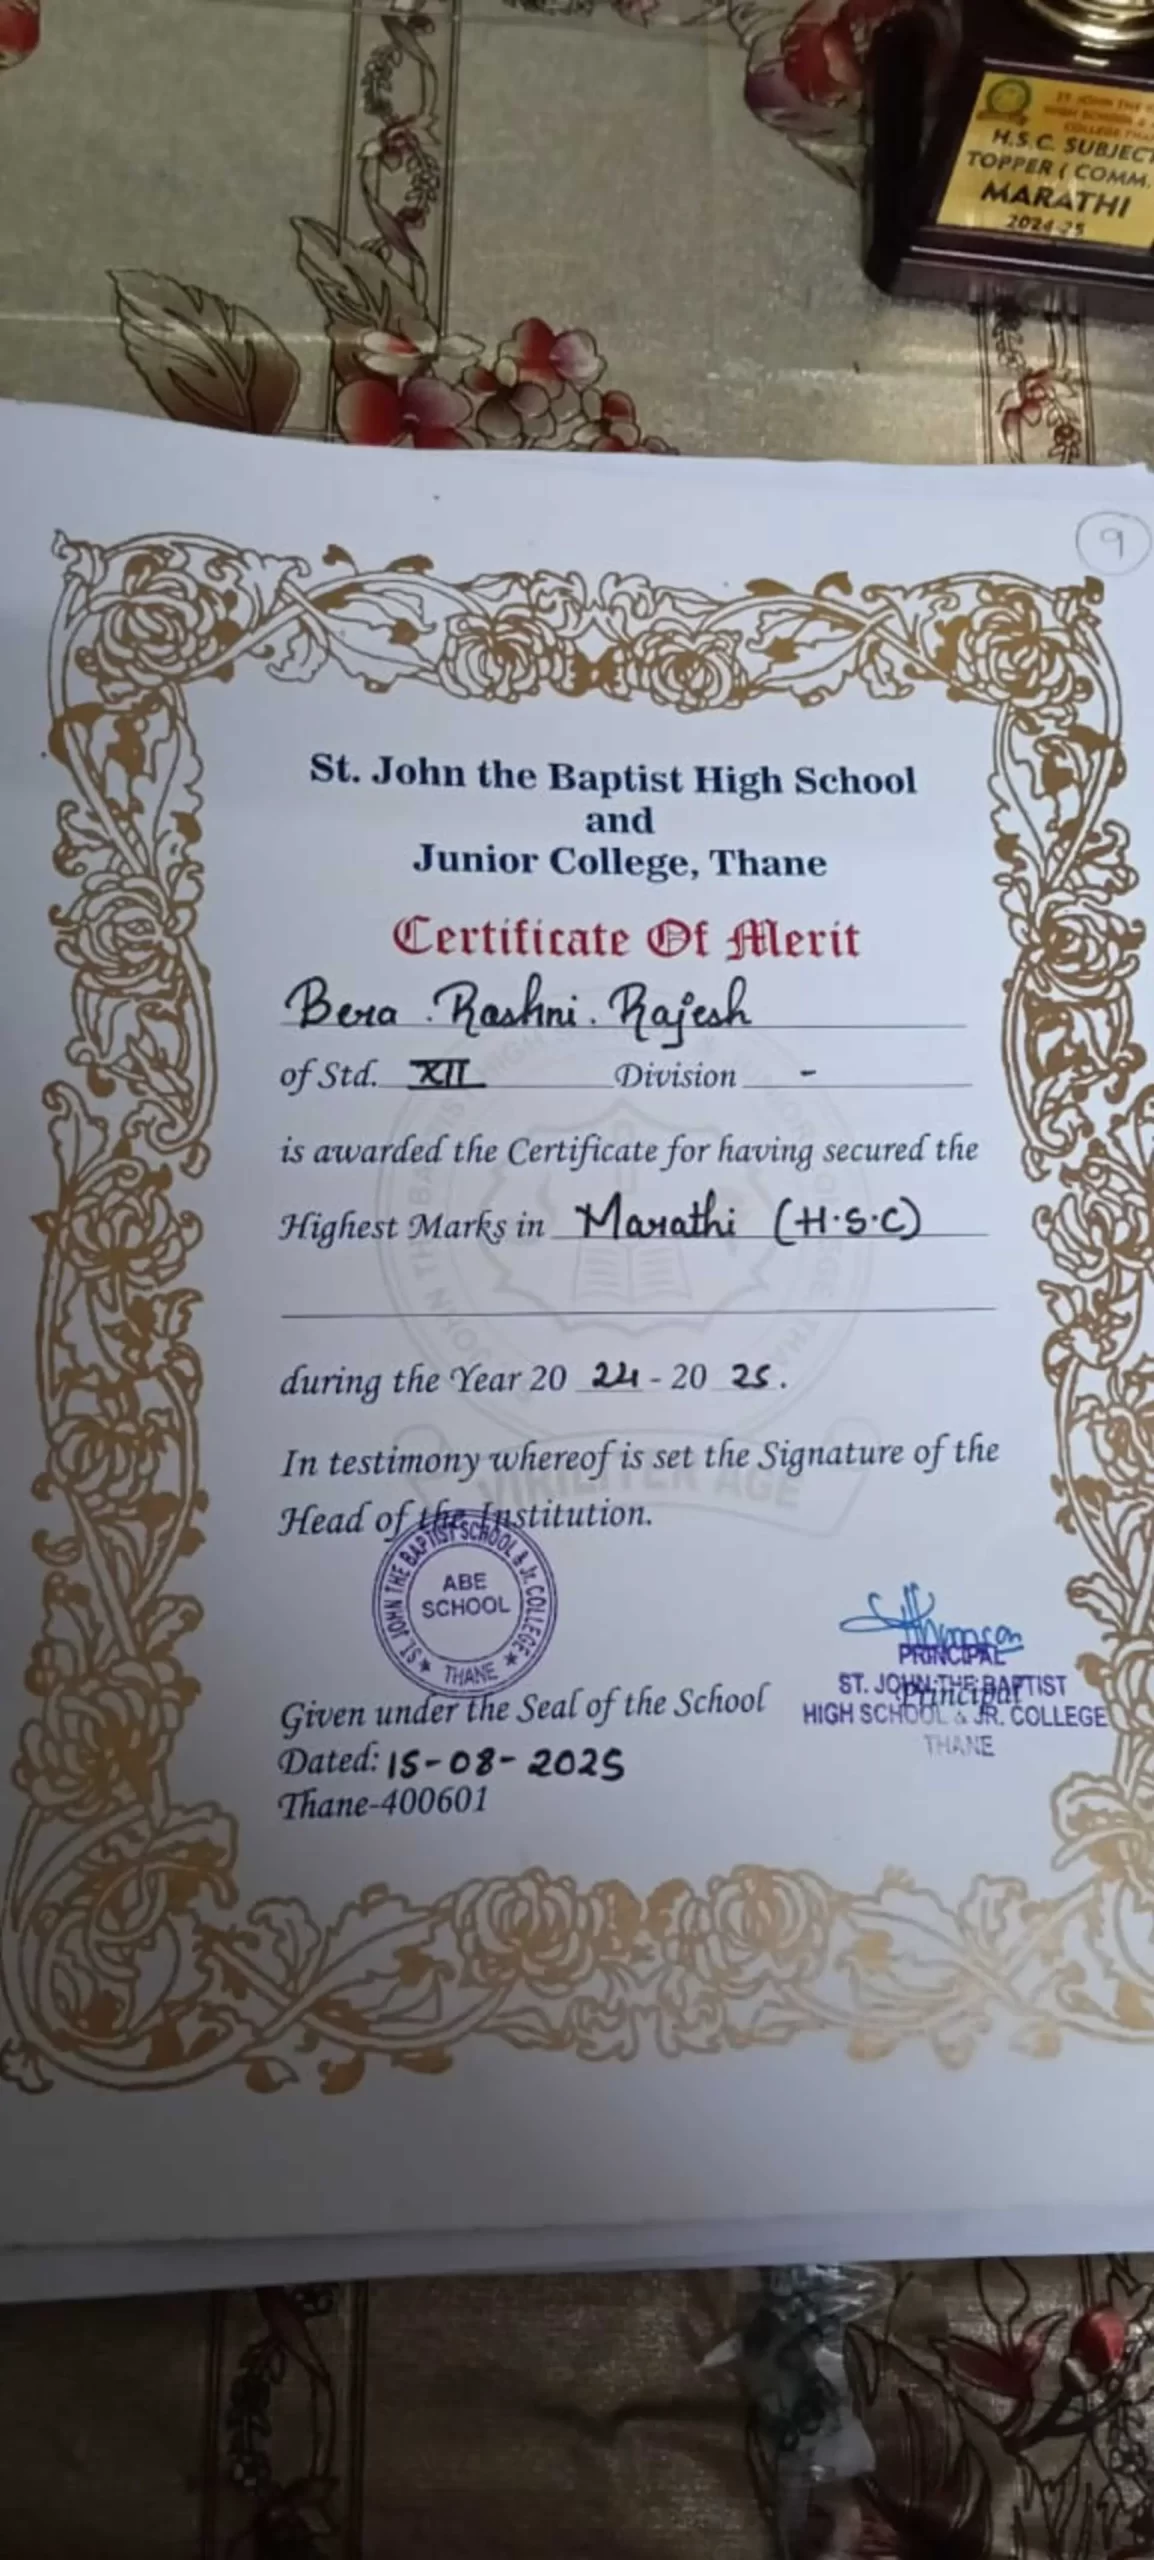 H.S.C. SUBJECT
TOPPER ( COMM.
MARATHI
2024-25
9
St. John the Baptist High School
and
Junior College, Thane
Certificate Of Merit
Bera Rashni Rajesh
of Std. XII Division -
is awarded the Certificate for having secured the
Highest Marks in Marathi (H.S.C)
during the Year 20 24 - 20 25 .
In testimony whereof is set the Signature of the
Head of the Institution.
ST. JOHN THE BAPTIST SCHOOL & Jr. COLLEGE
ABE
SCHOOL
★ THANE ★
VIRILITER AGE
PRINCIPAL
ST. JOHN THE BAPTIST
Principal
HIGH SCHOOL & JR. COLLEGE
THANE
Given under the Seal of the School
Dated: 15-08-2025
Thane-400601